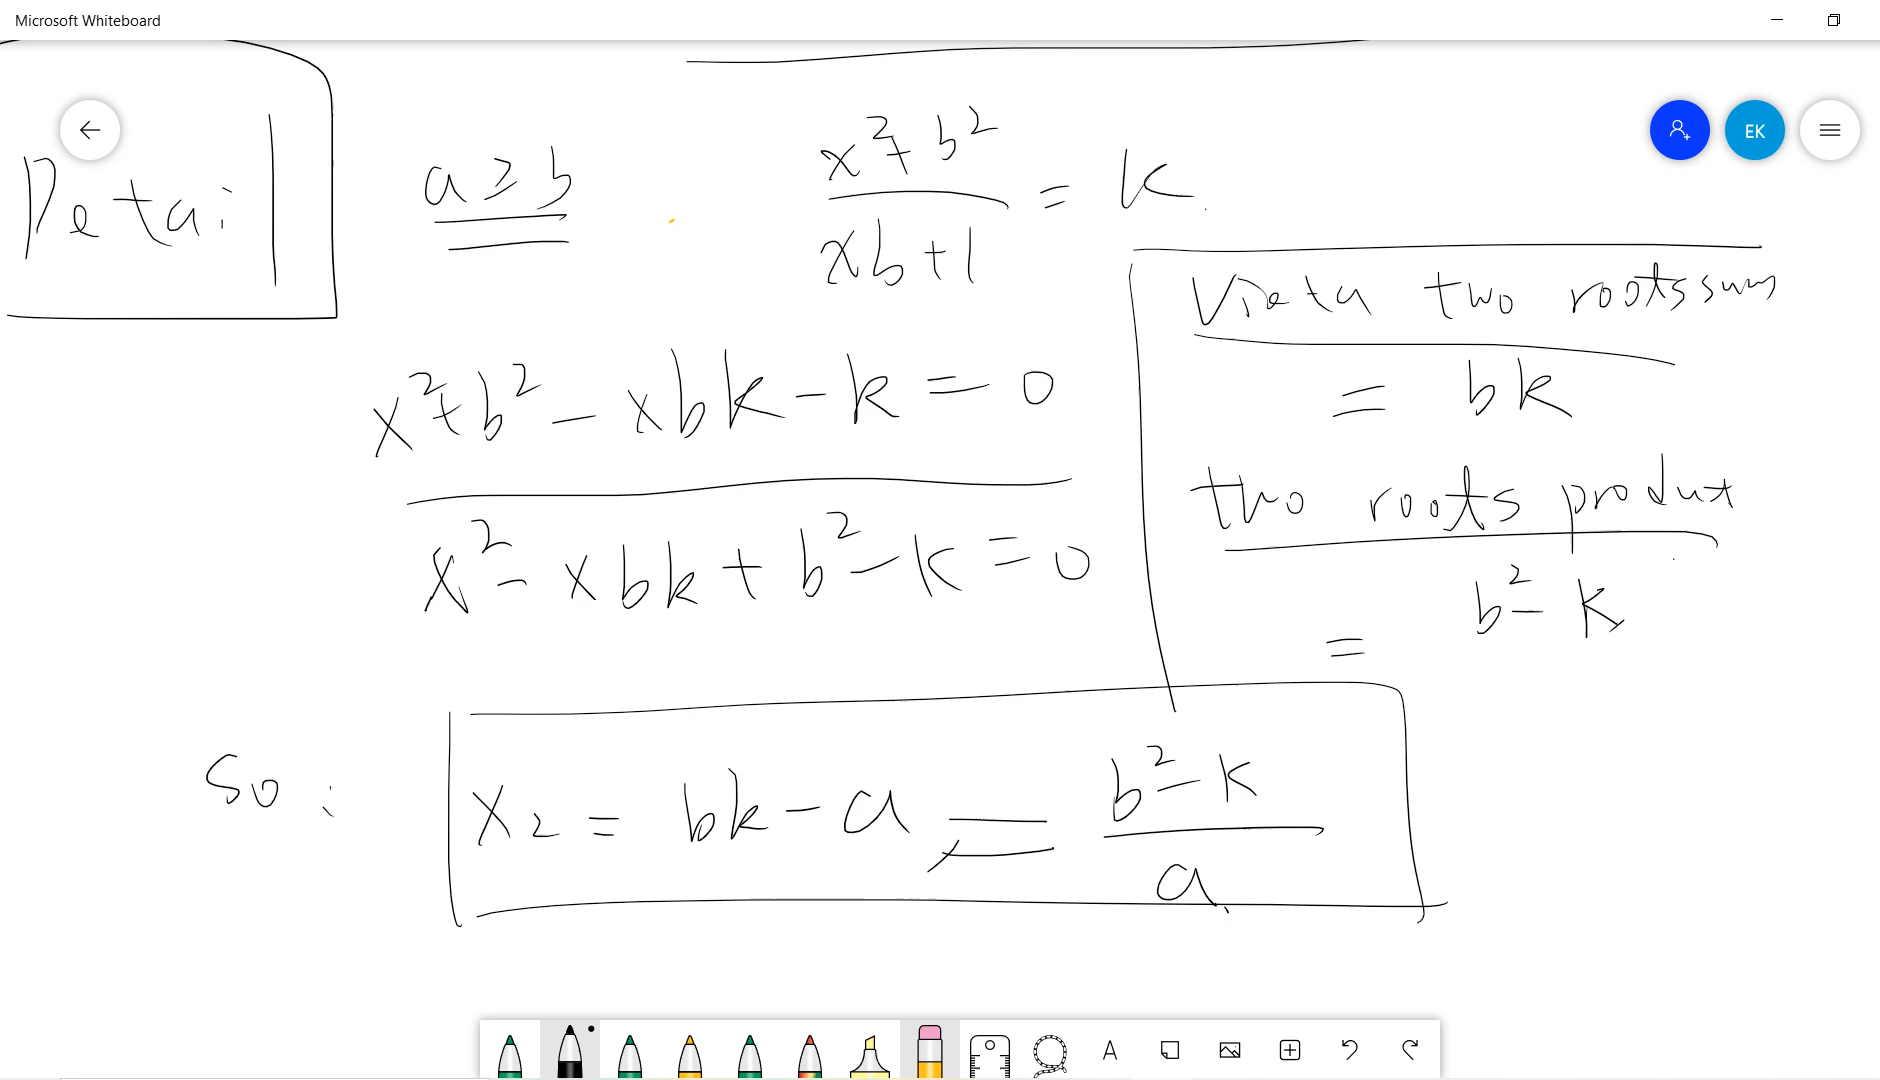 Microsoft Whiteboard
EK
Detail
a ≥ b
x² + b² / xb + 1 = k
Vieta two roots sum
= bk
x² + b² − xbk − k = 0
two roots product
x² − xbk + b² − k = 0
= b² − k
So :
x₂ = bk − a = b² − k / a
A